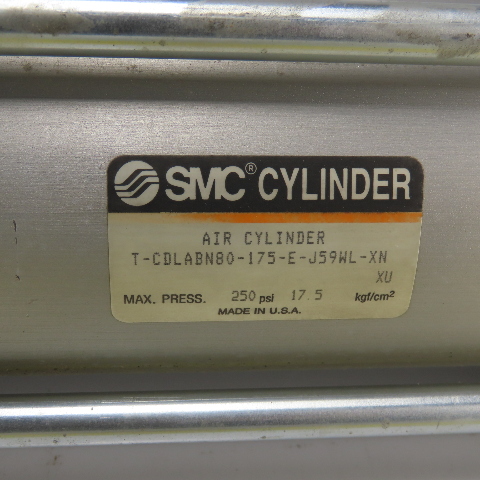 SMC® CYLINDER
AIR CYLINDER
T-CDLABN80-175-E-J59WL-XN
XU
MAX. PRESS. 250 psi 17.5 kgf/cm²
MADE IN U.S.A.